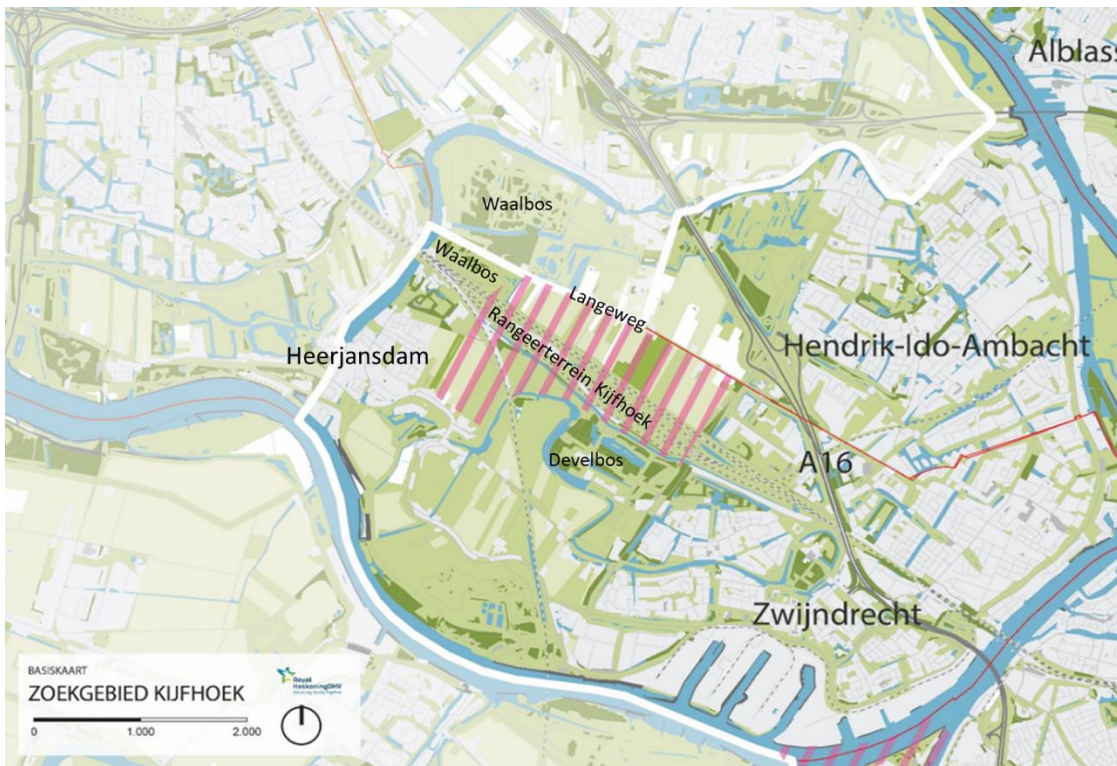 Alblass
Waalbos
Waalbos
Langeweg
Rangeerterrein Kijfhoek
Heerjansdam
Hendrik-Ido-Ambacht
Develbos
A16
Zwijndrecht
BASISKAART
ZOEKGEBIED KIJFHOEK
Royal
HaskoningDHV
0 1.000 2.000